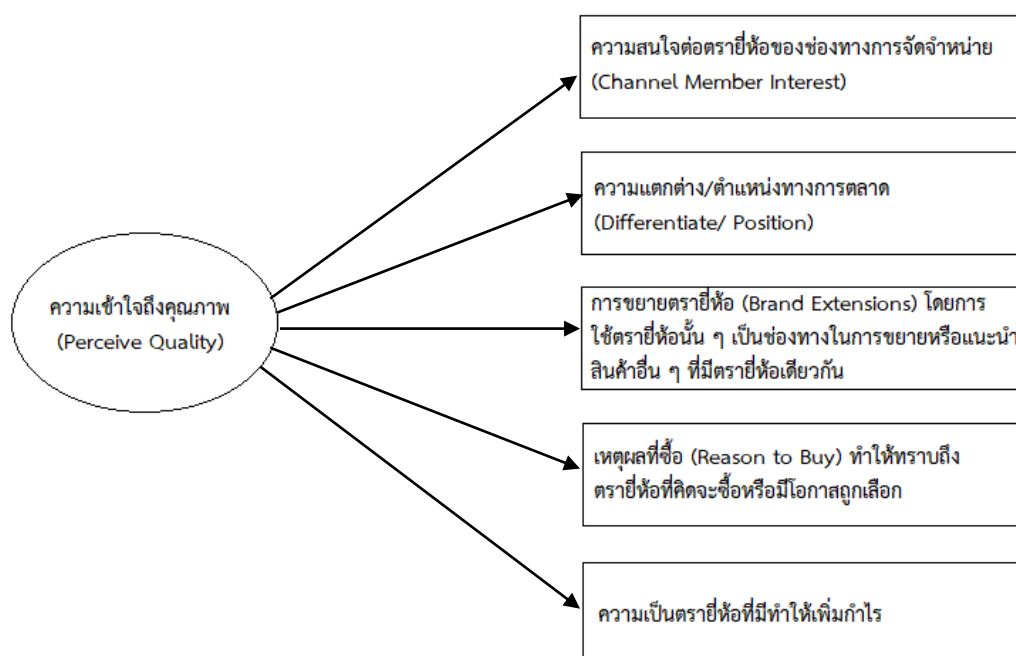 ความสนใจต่อตรายี่ห้อของช่องทางการจัดจำหน่าย
(Channel Member Interest)
ความแตกต่าง/ตำแหน่งทางการตลาด
(Differentiate/ Position)
ความเข้าใจถึงคุณภาพ
(Perceive Quality)
การขยายตรายี่ห้อ (Brand Extensions) โดยการ
ใช้ตรายี่ห้อนั้น ๆ เป็นช่องทางในการขยายหรือแนะนำ
สินค้าอื่น ๆ ที่มีตรายี่ห้อเดียวกัน
เหตุผลที่ซื้อ (Reason to Buy) ทำให้ทราบถึง
ตรายี่ห้อที่คิดจะซื้อหรือมีโอกาสถูกเลือก
ความเป็นตรายี่ห้อที่มีทำให้เพิ่มกำไร